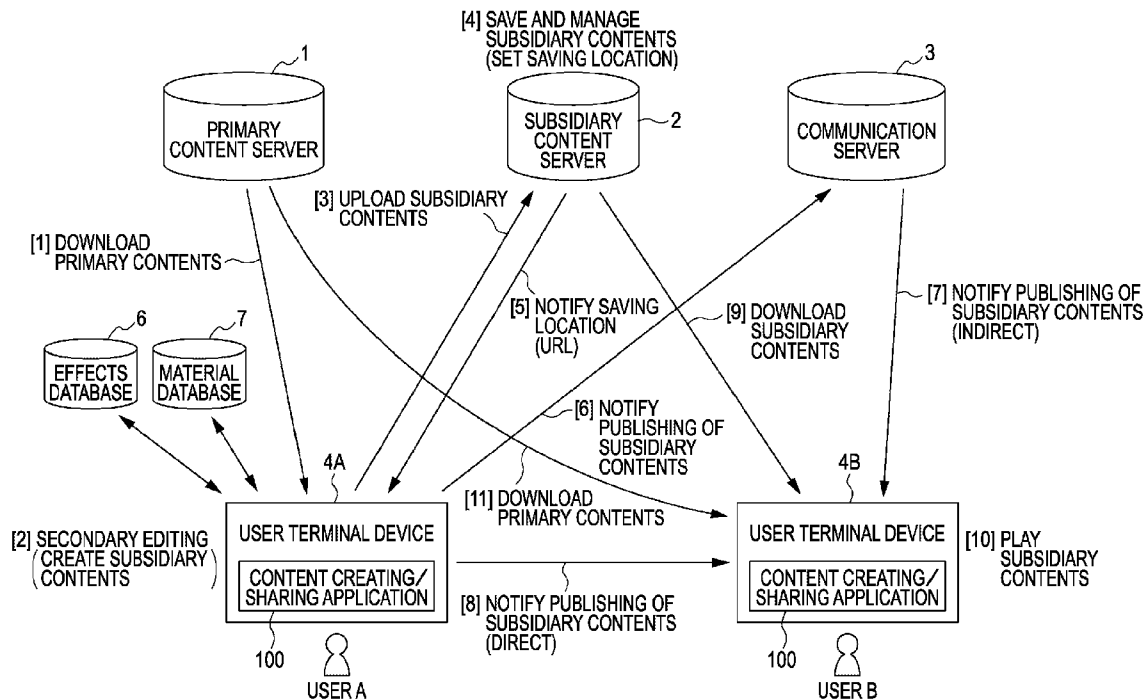 [4] SAVE AND MANAGE
SUBSIDIARY CONTENTS
(SET SAVING LOCATION)
1
PRIMARY
CONTENT SERVER
2
SUBSIDIARY
CONTENT
SERVER
3
COMMUNICATION
SERVER
[3] UPLOAD SUBSIDIARY
CONTENTS
[1] DOWNLOAD
PRIMARY CONTENTS
[5] NOTIFY SAVING
LOCATION
(URL)
[9] DOWNLOAD
SUBSIDIARY
CONTENTS
[7] NOTIFY PUBLISHING OF
SUBSIDIARY CONTENTS
(INDIRECT)
6
EFFECTS
DATABASE
7
MATERIAL
DATABASE
[6] NOTIFY
PUBLISHING OF
SUBSIDIARY
CONTENTS
[11] DOWNLOAD
PRIMARY CONTENTS
[2] SECONDARY EDITING
(CREATE SUBSIDIARY
CONTENTS)
4A
USER TERMINAL DEVICE
CONTENT CREATING/
SHARING APPLICATION
100
USER A
[8] NOTIFY PUBLISHING OF
SUBSIDIARY CONTENTS
(DIRECT)
4B
USER TERMINAL DEVICE
CONTENT CREATING/
SHARING APPLICATION
100
USER B
[10] PLAY
SUBSIDIARY
CONTENTS